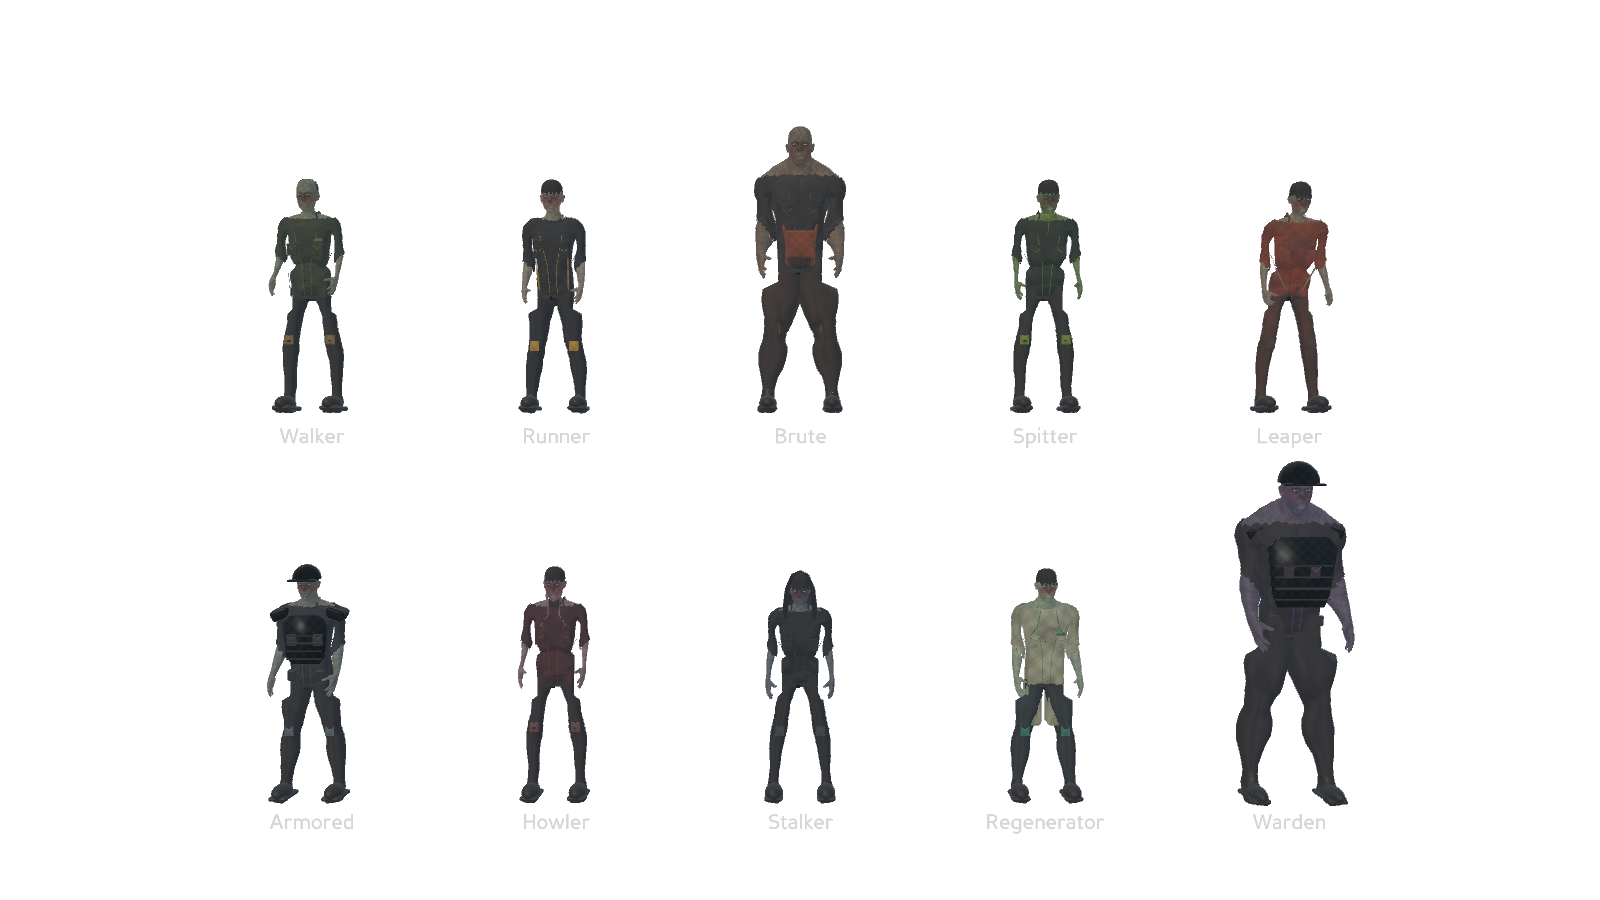 Walker
Runner
Brute
Spitter
Leaper
Armored
Howler
Stalker
Regenerator
Warden